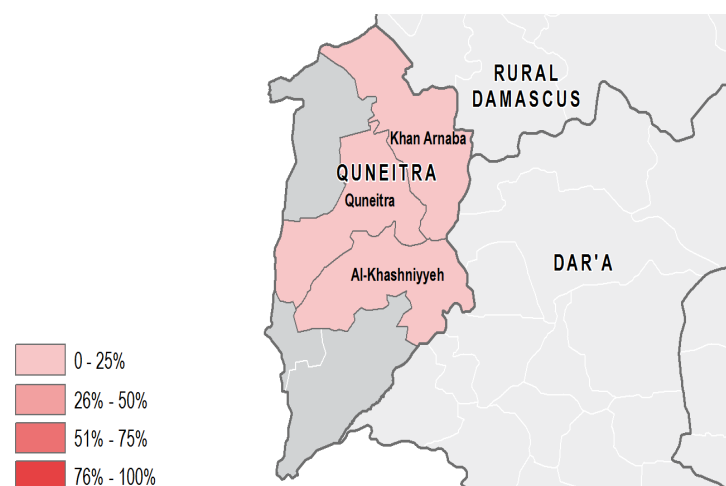 RURAL
DAMASCUS
Khan Arnaba
QUNEITRA
Quneitra
DAR'A
Al-Khashniyyeh
0 - 25%
26% - 50%
51% - 75%
76% - 100%